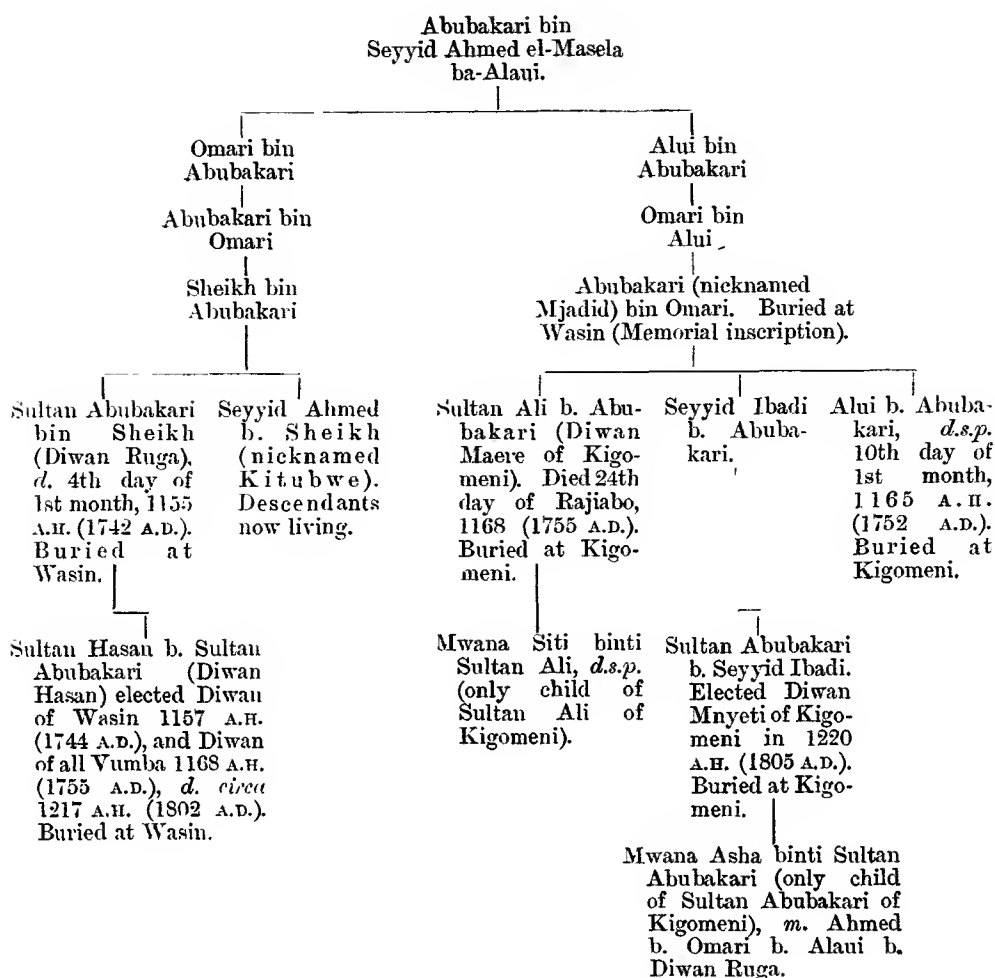 Abubakari bin
Seyyid Ahmed el-Masela
ba-Alaui.
Omari bin
Abubakari
Alui bin
Abubakari
Abubakari bin
Omari
Omari bin
Alui
Sheikh bin
Abubakari
Abubakari (nicknamed
Mjadid) bin Omari. Buried at
Wasin (Memorial inscription).
Sultan Abubakari
bin Sheikh
(Diwan Ruga),
d. 4th day of
1st month, 1155
A.H. (1742 A.D.).
Buried at
Wasin.
Seyyid Ahmed
b. Sheikh
(nicknamed
Kitubwe).
Descendants
now living.
Sultan Ali b. Abu-
bakari (Diwan
Maere of Kigo-
meni). Died 24th
day of Rajiabo,
1168 (1755 A.D.).
Buried at Kigo-
meni.
Seyyid Ibadi
b. Abuba-
kari.
Alui b. Abuba-
kari, d.s.p.
10th day of
1st month,
1165 A.H.
(1752 A.D.).
Buried at
Kigomeni.
Sultan Hasan b. Sultan
Abubakari (Diwan
Hasan) elected Diwan
of Wasin 1157 A.H.
(1744 A.D.), and Diwan
of all Vumba 1168 A.H.
(1755 A.D.), d. circa
1217 A.H. (1802 A.D.).
Buried at Wasin.
Mwana Siti binti
Sultan Ali, d.s.p.
(only child of
Sultan Ali of
Kigomeni).
Sultan Abubakari
b. Seyyid Ibadi.
Elected Diwan
Mnyeti of Kigo-
meni in 1220
A.H. (1805 A.D.).
Buried at Kigo-
meni.
Mwana Asha binti Sultan
Abubakari (only child
of Sultan Abubakari of
Kigomeni), m. Ahmed
b. Omari b. Alaui b.
Diwan Ruga.